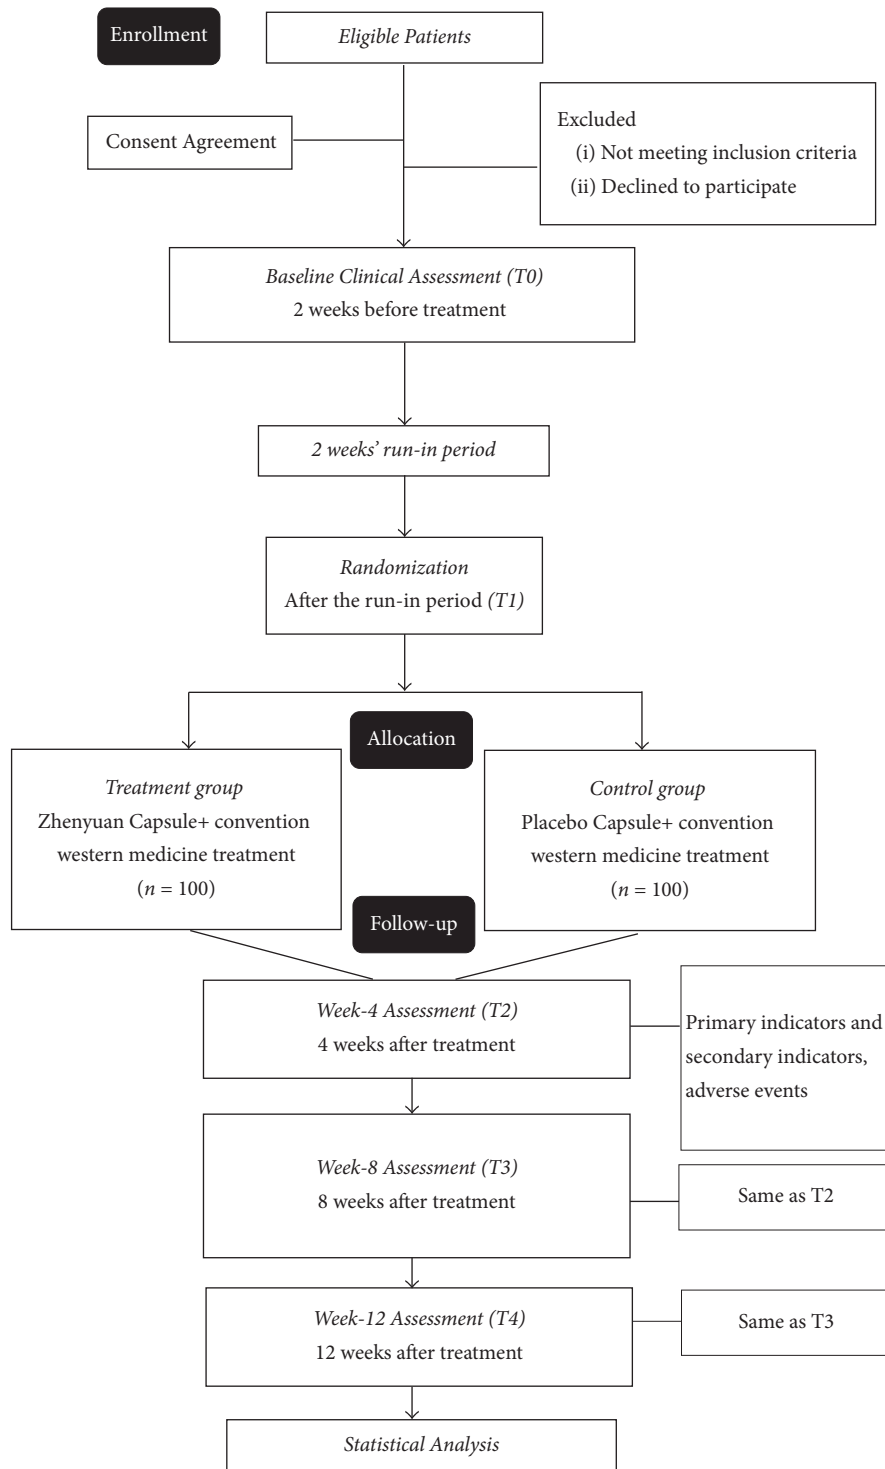 Enrollment
Eligible Patients
Consent Agreement
Excluded
(i) Not meeting inclusion criteria
(ii) Declined to participate
Baseline Clinical Assessment (T0)
2 weeks before treatment
2 weeks’ run-in period
Randomization
After the run-in period (T1)
Allocation
Treatment group
Zhenyuan Capsule+ convention
western medicine treatment
(n = 100)
Control group
Placebo Capsule+ convention
western medicine treatment
(n = 100)
Follow-up
Week-4 Assessment (T2)
4 weeks after treatment
Primary indicators and
secondary indicators,
adverse events
Week-8 Assessment (T3)
8 weeks after treatment
Same as T2
Week-12 Assessment (T4)
12 weeks after treatment
Same as T3
Statistical Analysis